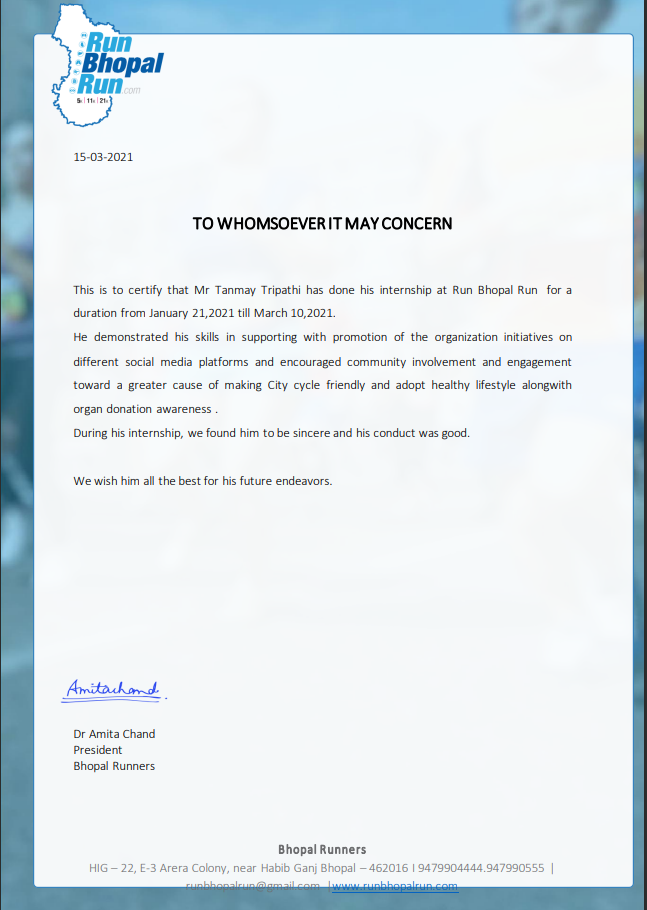 Run
Bhopal
Run.com
5K | 11K | 21K
15-03-2021
TO WHOMSOEVER IT MAY CONCERN
This is to certify that Mr Tanmay Tripathi has done his internship at Run Bhopal Run for a
duration from January 21,2021 till March 10,2021.
He demonstrated his skills in supporting with promotion of the organization initiatives on
different social media platforms and encouraged community involvement and engagement
toward a greater cause of making City cycle friendly and adopt healthy lifestyle alongwith
organ donation awareness .
During his internship, we found him to be sincere and his conduct was good.
We wish him all the best for his future endeavors.
Amitachand.
Dr Amita Chand
President
Bhopal Runners
Bhopal Runners
HIG – 22, E-3 Arera Colony, near Habib Ganj Bhopal – 462016 I 9479904444.947990555 |
runbhopalrun@gmail.com |www.runbhopalrun.com